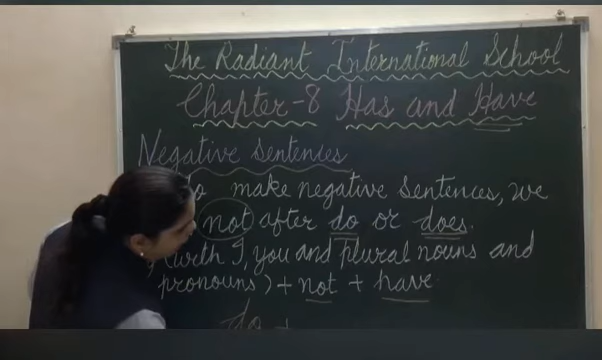 The Radiant International School
Chapter-8 Has and Have
Negative Sentences
make negative sentences, we
not after do or does.
(with I, you and plural nouns and
pronouns) + not + have
do +